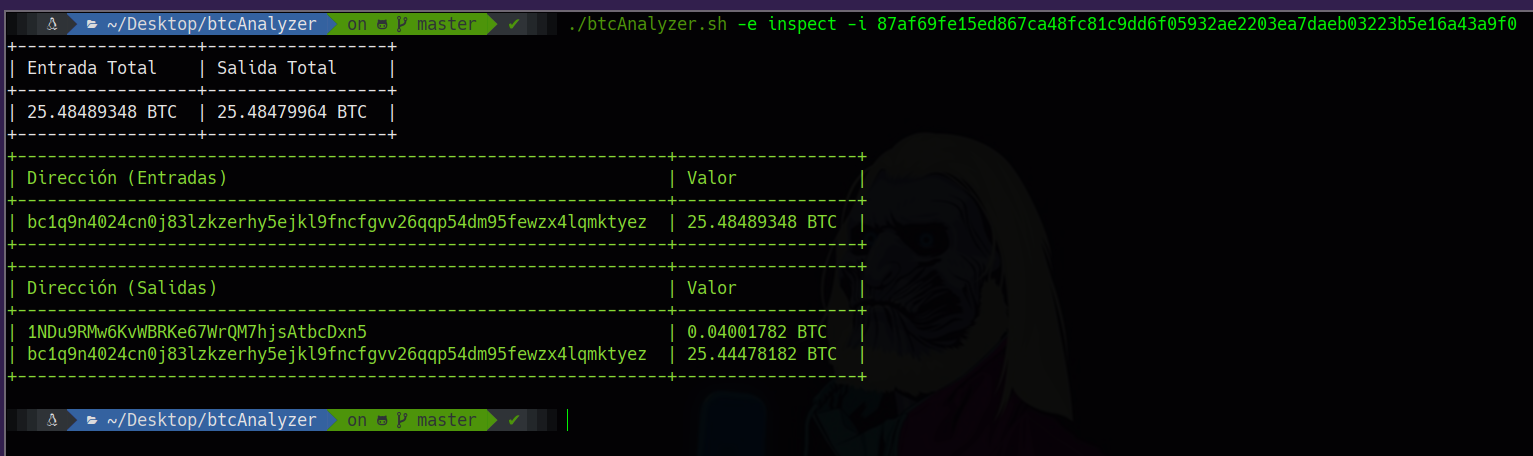 ~/Desktop/btcAnalyzer on master ✔ ./btcAnalyzer.sh -e inspect -i 87af69fe15ed867ca48fc81c9dd6f05932ae2203ea7daeb03223b5e16a43a9f0
+-----------------+-----------------+
| Entrada Total | Salida Total |
+-----------------+-----------------+
| 25.48489348 BTC | 25.48479964 BTC |
+-----------------+-----------------+
+--------------------------------------------------------------+-----------------+
| Dirección (Entradas) | Valor |
+--------------------------------------------------------------+-----------------+
| bc1q9n4024cn0j83lzkzerhy5ejkl9fncfgvv26qqp54dm95fewzx4lqmktyez | 25.48489348 BTC |
+--------------------------------------------------------------+-----------------+
+--------------------------------------------------------------+-----------------+
| Dirección (Salidas) | Valor |
+--------------------------------------------------------------+-----------------+
| 1NDu9RMw6KvWBRKe67WrQM7hjsAtbcDxn5 | 0.04001782 BTC |
| bc1q9n4024cn0j83lzkzerhy5ejkl9fncfgvv26qqp54dm95fewzx4lqmktyez | 25.44478182 BTC |
+--------------------------------------------------------------+-----------------+
~/Desktop/btcAnalyzer on master ✔